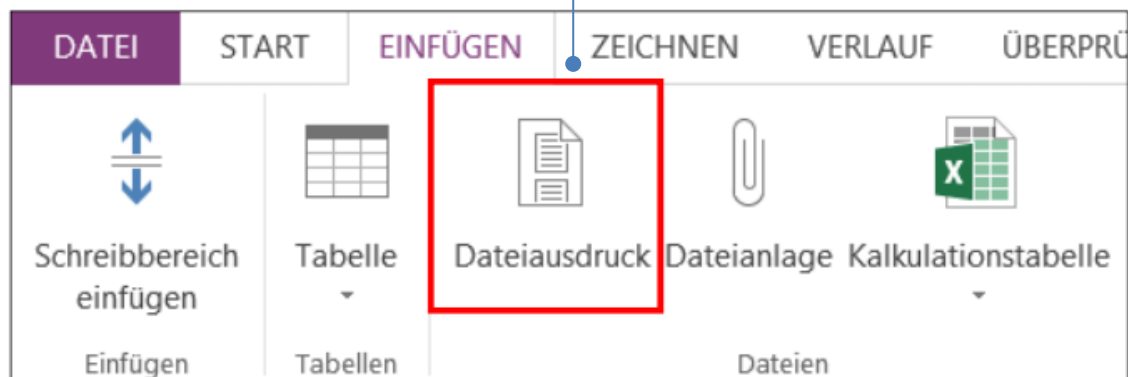 DATEI START EINFÜGEN ZEICHNEN VERLAUF
Schreibbereich einfügen
Tabelle
Dateiausdruck
Dateianlage
Kalkulationstabelle
Einfügen Tabellen Dateien